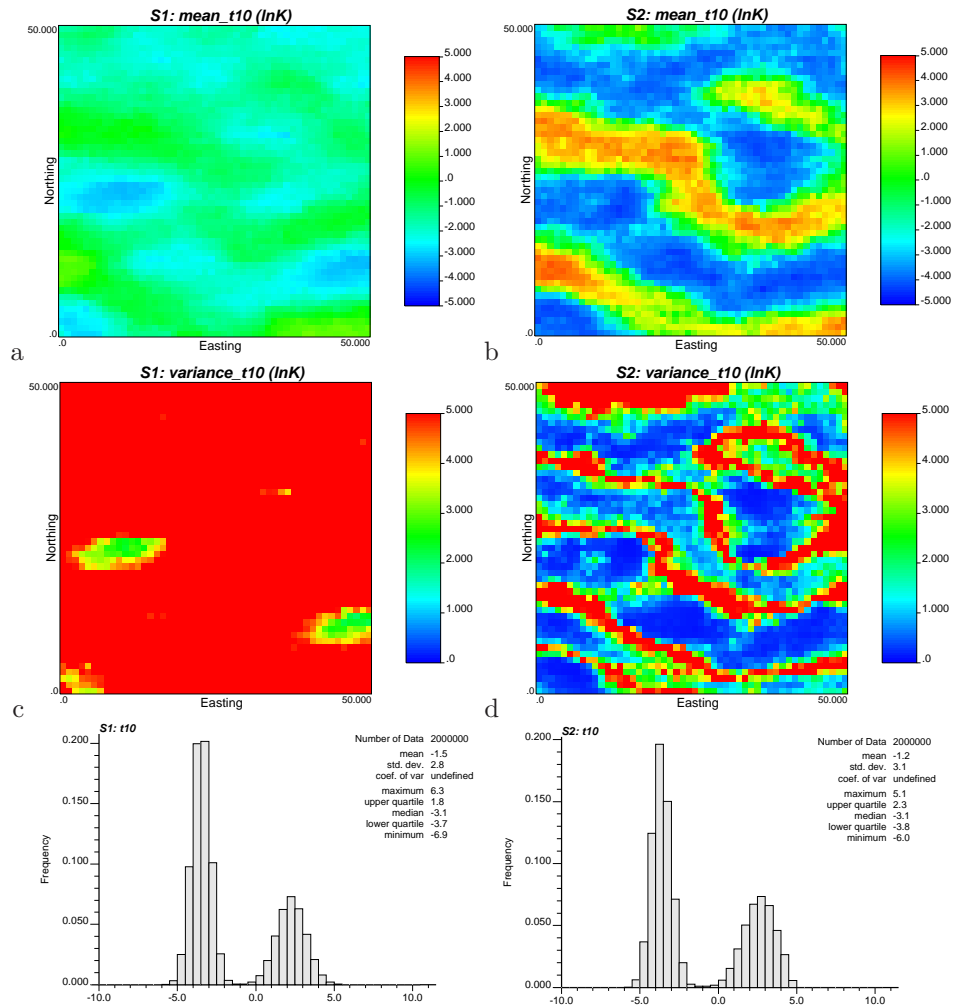 S1: mean_t10 (lnK)
50.000
Northing
.0
.0
Easting
50.000
5.000
4.000
3.000
2.000
1.000
.0
-1.000
-2.000
-3.000
-4.000
-5.000
a
S2: mean_t10 (lnK)
50.000
Northing
.0
.0
Easting
50.000
5.000
4.000
3.000
2.000
1.000
.0
-1.000
-2.000
-3.000
-4.000
-5.000
b
S1: variance_t10 (lnK)
50.000
Northing
.0
.0
Easting
50.000
5.000
4.000
3.000
2.000
1.000
.0
c
S2: variance_t10 (lnK)
50.000
Northing
.0
.0
Easting
50.000
5.000
4.000
3.000
2.000
1.000
.0
d
S1: t10
Frequency
0.200
0.150
0.100
0.050
0.000
-10.0
-5.0
0.0
5.0
10.0
Number of Data 2000000
mean -1.5
std. dev. 2.8
coef. of var undefined
maximum 6.3
upper quartile 1.8
median -3.1
lower quartile -3.7
minimum -6.9
S2: t10
Frequency
0.200
0.150
0.100
0.050
0.000
-10.0
-5.0
0.0
5.0
10.0
Number of Data 2000000
mean -1.2
std. dev. 3.1
coef. of var undefined
maximum 5.1
upper quartile 2.3
median -3.1
lower quartile -3.8
minimum -6.0